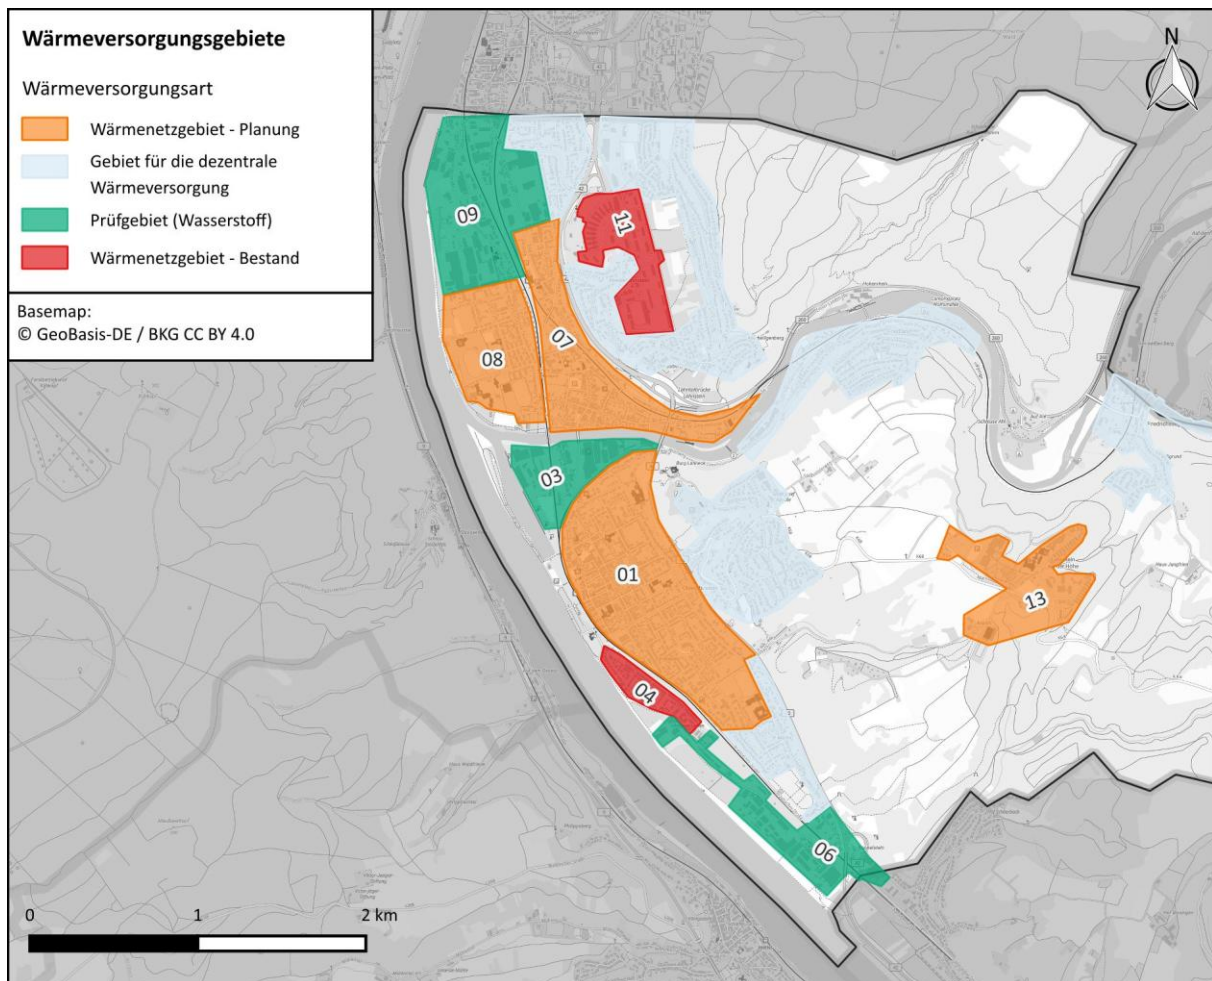 Wärmeversorgungsgebiete
Wärmeversorgungsart
Wärmenetzgebiet - Planung
Gebiet für die dezentrale
Wärmeversorgung
Prüfgebiet (Wasserstoff)
Wärmenetzgebiet - Bestand
Basemap:
© GeoBasis-DE / BKG CC BY 4.0
N
09
11
07
08
03
01
13
04
06
0 1 2 km